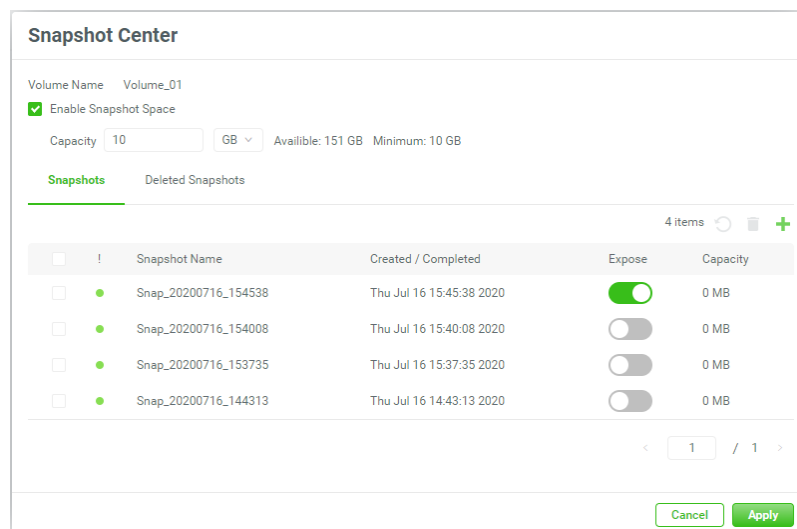 Snapshot Center
Volume Name Volume_01
Enable Snapshot Space
Capacity 10 GB Availible: 151 GB Minimum: 10 GB
Snapshots Deleted Snapshots
4 items
! Snapshot Name Created / Completed Expose Capacity
Snap_20200716_154538 Thu Jul 16 15:45:38 2020 0 MB
Snap_20200716_154008 Thu Jul 16 15:40:08 2020 0 MB
Snap_20200716_153735 Thu Jul 16 15:37:35 2020 0 MB
Snap_20200716_144313 Thu Jul 16 14:43:13 2020 0 MB
< 1 / 1 >
Cancel Apply